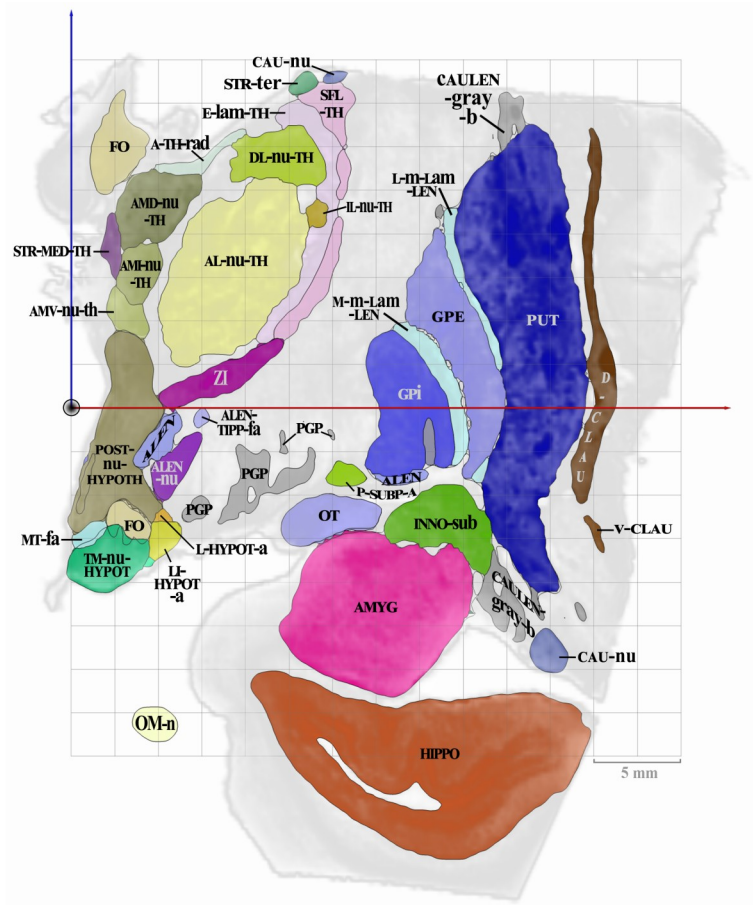 CAU-nu
STR-ter
SFL
-TH
CAULEN
-gray
-b
E-lam-TH
FO
A-TH-rad
DL-nu-TH
L-m-Lam
-LEN
AMD-nu
-TH
IL-nu-TH
STR-MED-TH
AL-nu-TH
AMI-nu
-TH
AMV-nu-th
M-m-Lam
-LEN
GPE
PUT
ZI
GPi
D-CLAU
ALEN
ALEN-
TIPP-fa
PGP
POST-
nu-
HYPOTH
ALEN
-nu
PGP
ALEN
P-SUBP-A
PGP
OT
INNO-sub
FO
V-CLAU
MT-fa
L-HYPOT-a
TM-nu-
HYPOT
LI-
HYPOT
-a
CAULEN-
gray-b
AMYG
CAU-nu
OM-n
HIPPO
5 mm